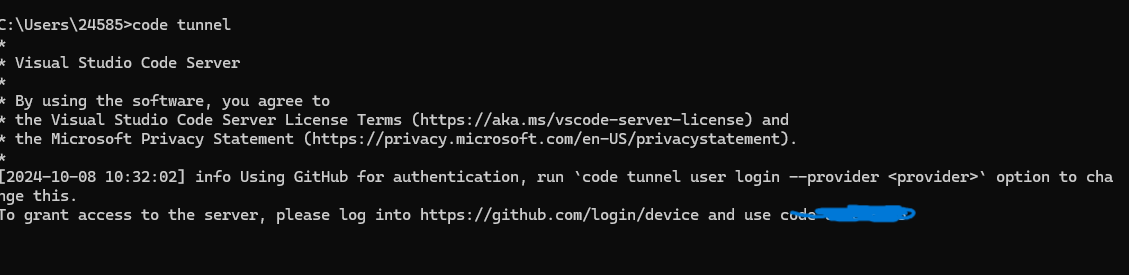 C:\Users\24585>code tunnel
*
* Visual Studio Code Server
*
* By using the software, you agree to
* the Visual Studio Code Server License Terms (https://aka.ms/vscode-server-license) and
* the Microsoft Privacy Statement (https://privacy.microsoft.com/en-US/privacystatement).
*
[2024-10-08 10:32:02] info Using GitHub for authentication, run `code tunnel user login --provider <provider>` option to cha
nge this.
To grant access to the server, please log into https://github.com/login/device and use code